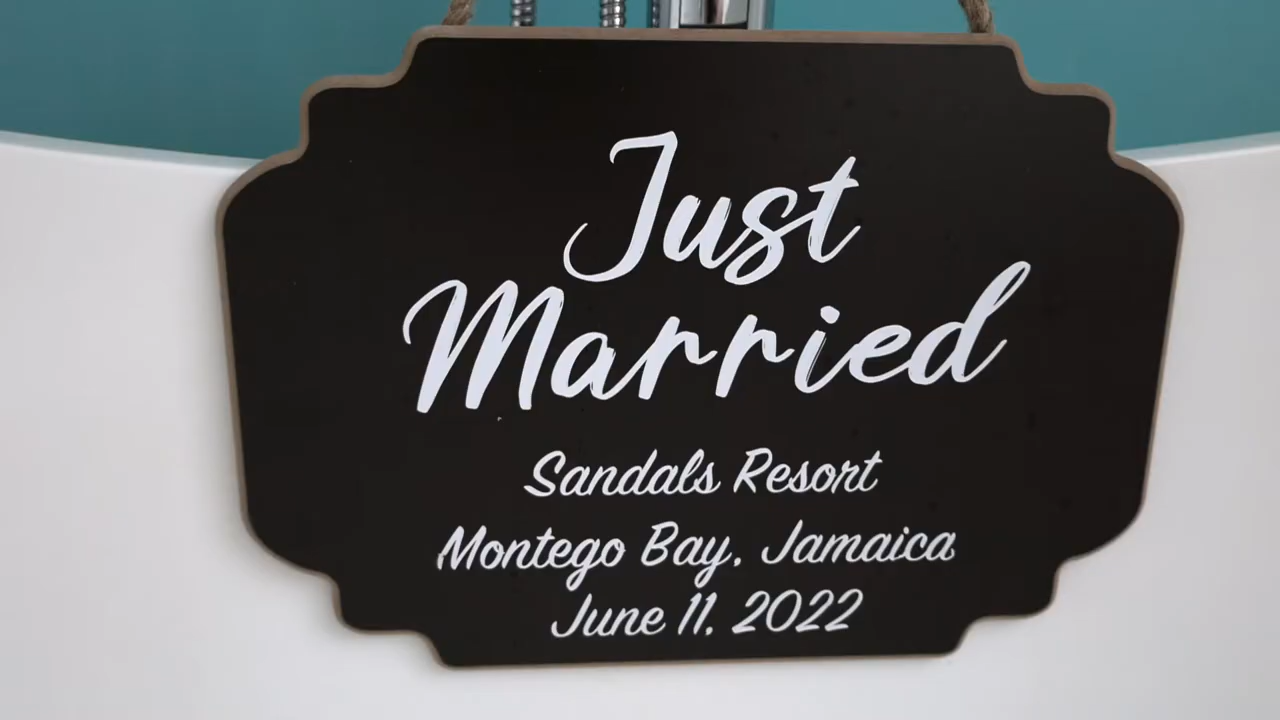 Just
Married
Sandals Resort
Montego Bay, Jamaica
June 11, 2022